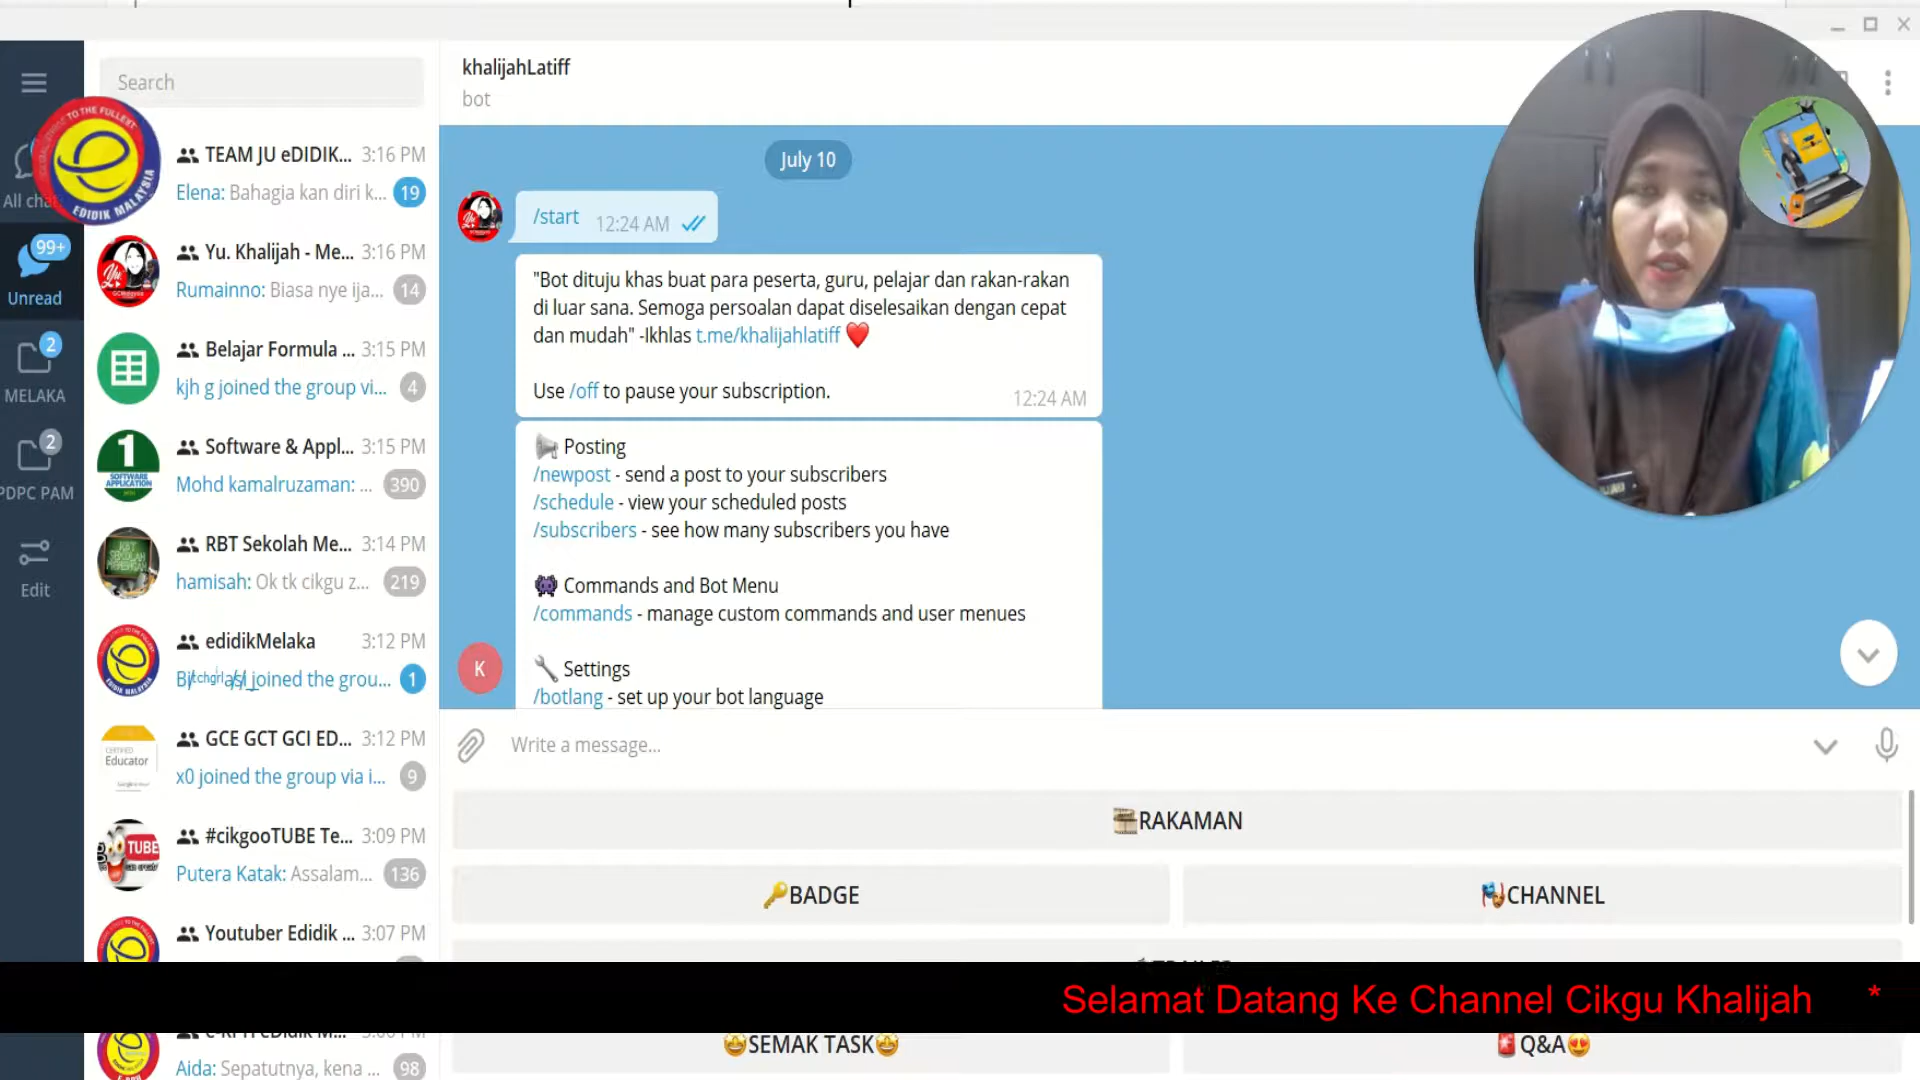 Search
All cha
99+
Unread
2
MELAKA
2
PDPC PAM
Edit
TO THE FULLEST
EDIDIK MALAYSIA
TEAM JU eDIDIK... 3:16 PM
Elena: Bahagia kan diri k... 19
Yu. Khalijah - Me... 3:16 PM
Rumainno: Biasa nye ija... 14
Belajar Formula ... 3:15 PM
kjh g joined the group vi... 4
Software & Appl... 3:15 PM
Mohd kamalruzaman: ... 390
1
SOFTWARE
APPLICATION
RBT Sekolah Me... 3:14 PM
hamisah: Ok tk cikgu z... 219
edidikMelaka 3:12 PM
joined the grou... 1
GCE GCT GCI ED... 3:12 PM
x0 joined the group via i... 9
Educator
#cikgooTUBE Te... 3:09 PM
Putera Katak: Assalam... 136
TUBE
Youtuber Edidik ... 3:07 PM
Aida: Sepatutnya, kena ... 98
khalijahLatiff
bot
July 10
/start 12:24 AM
"Bot dituju khas buat para peserta, guru, pelajar dan rakan-rakan
di luar sana. Semoga persoalan dapat diselesaikan dengan cepat
dan mudah" -Ikhlas t.me/khalijahlatiff ❤️
Use /off to pause your subscription.
12:24 AM
📢 Posting
/newpost - send a post to your subscribers
/schedule - view your scheduled posts
/subscribers - see how many subscribers you have
👾 Commands and Bot Menu
/commands - manage custom commands and user menues
🔧 Settings
/botlang - set up your bot language
K
Write a message...
RAKAMAN
🔑BADGE
🎭CHANNEL
Selamat Datang Ke Channel Cikgu Khalijah *
🤩SEMAK TASK🤩
🚨Q&A😍